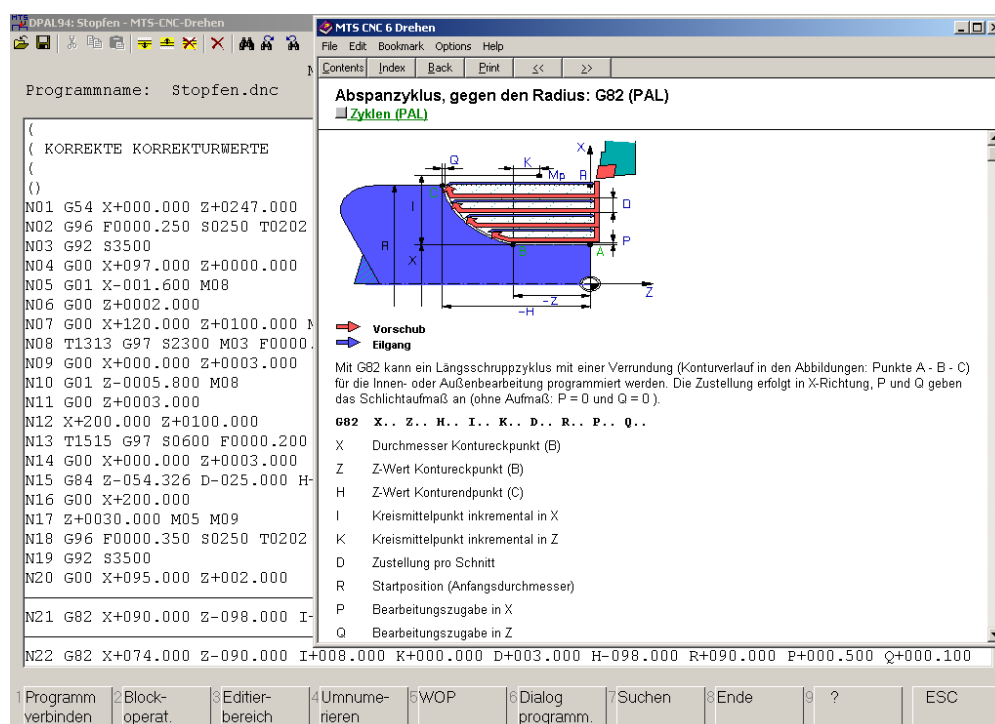 DPAL94: Stopfen - MTS-CNC-Drehen
Programmname: Stopfen.dnc
(
( KORREKTE KORREKTURWERTE
(
()
N01 G54 X+000.000 Z+0247.000
N02 G96 F0000.250 S0250 T0202
N03 G92 S3500
N04 G00 X+097.000 Z+0000.000
N05 G01 X-001.600 M08
N06 G00 Z+0002.000
N07 G00 X+120.000 Z+0100.000
N08 T1313 G97 S2300 M03 F0000.
N09 G00 X+000.000 Z+0003.000
N10 G01 Z-0005.800 M08
N11 G00 Z+0003.000
N12 X+200.000 Z+0100.000
N13 T1515 G97 S0600 F0000.200
N14 G00 X+000.000 Z+0003.000
N15 G84 Z-054.326 D-025.000 H-
N16 G00 X+200.000
N17 Z+0030.000 M05 M09
N18 G96 F0000.350 S0250 T0202
N19 G92 S3500
N20 G00 X+095.000 Z+002.000
N21 G82 X+090.000 Z-098.000 I-
N22 G82 X+074.000 Z-090.000 I+008.000 K+000.000 D+003.000 H-098.000 R+090.000 P+000.500 Q+000.100
MTS CNC 6 Drehen
File Edit Bookmark Options Help
Contents Index Back Print << >>
Abspanzyklus, gegen den Radius: G82 (PAL)
Zyklen (PAL)
Q K X
Mp R
C
I D
R P
X B A
-Z Z
-H
Vorschub
Eilgang
Mit G82 kann ein Längsschruppzyklus mit einer Verrundung (Konturverlauf in den Abbildungen: Punkte A - B - C)
für die Innen- oder Außenbearbeitung programmiert werden. Die Zustellung erfolgt in X-Richtung, P und Q geben
das Schlichtaufmaß an (ohne Aufmaß: P = 0 und Q = 0 ).
G82 X.. Z.. H.. I.. K.. D.. R.. P.. Q..
X Durchmesser Kontureckpunkt (B)
Z Z-Wert Kontureckpunkt (B)
H Z-Wert Konturendpunkt (C)
I Kreismittelpunkt inkremental in X
K Kreismittelpunkt inkremental in Z
D Zustellung pro Schnitt
R Startposition (Anfangsdurchmesser)
P Bearbeitungszugabe in X
Q Bearbeitungszugabe in Z
1 Programm verbinden
2 Block- operat.
3 Editier- bereich
4 Umnume- rieren
5 WOP
6 Dialog programm.
7 Suchen
8 Ende
9 ?
ESC